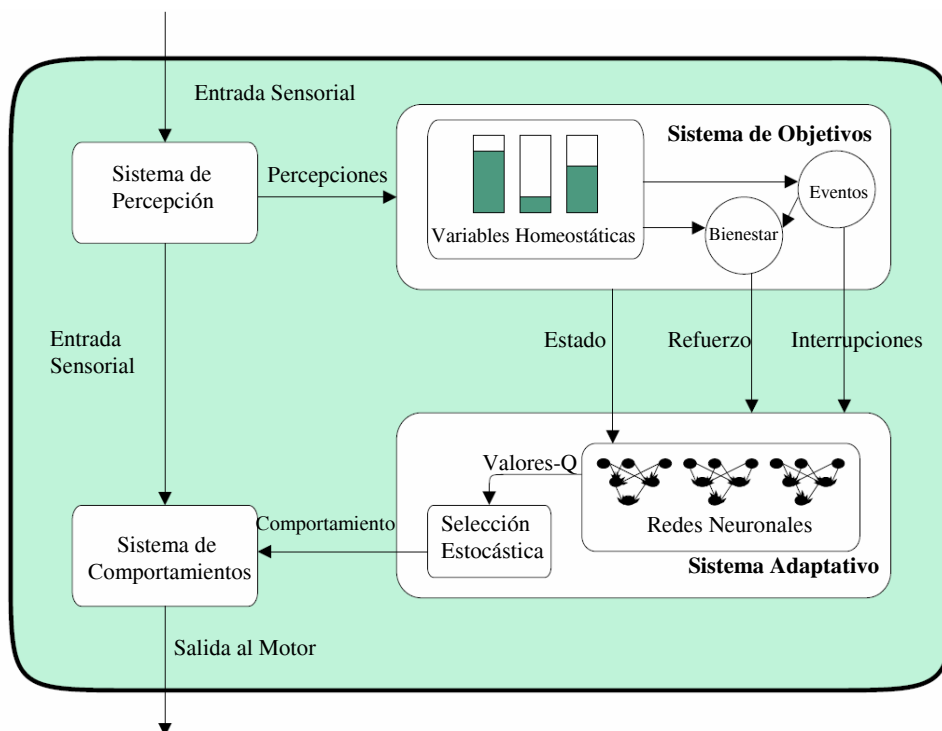 Entrada Sensorial
Sistema de Objetivos
Sistema de
Percepción
Percepciones
Eventos
Variables Homeostáticas
Bienestar
Entrada
Sensorial
Estado
Refuerzo
Interrupciones
Valores-Q
Redes Neuronales
Selección
Estocástica
Comportamiento
Sistema de
Comportamientos
Sistema Adaptativo
Salida al Motor